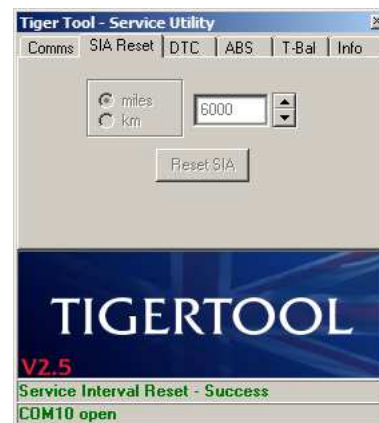 Tiger Tool - Service Utility
Comms SIA Reset DTC ABS T-Bal Info
miles
km
6000
Reset SIA
TIGERTOOL
V2.5
Service Interval Reset - Success
COM10 open